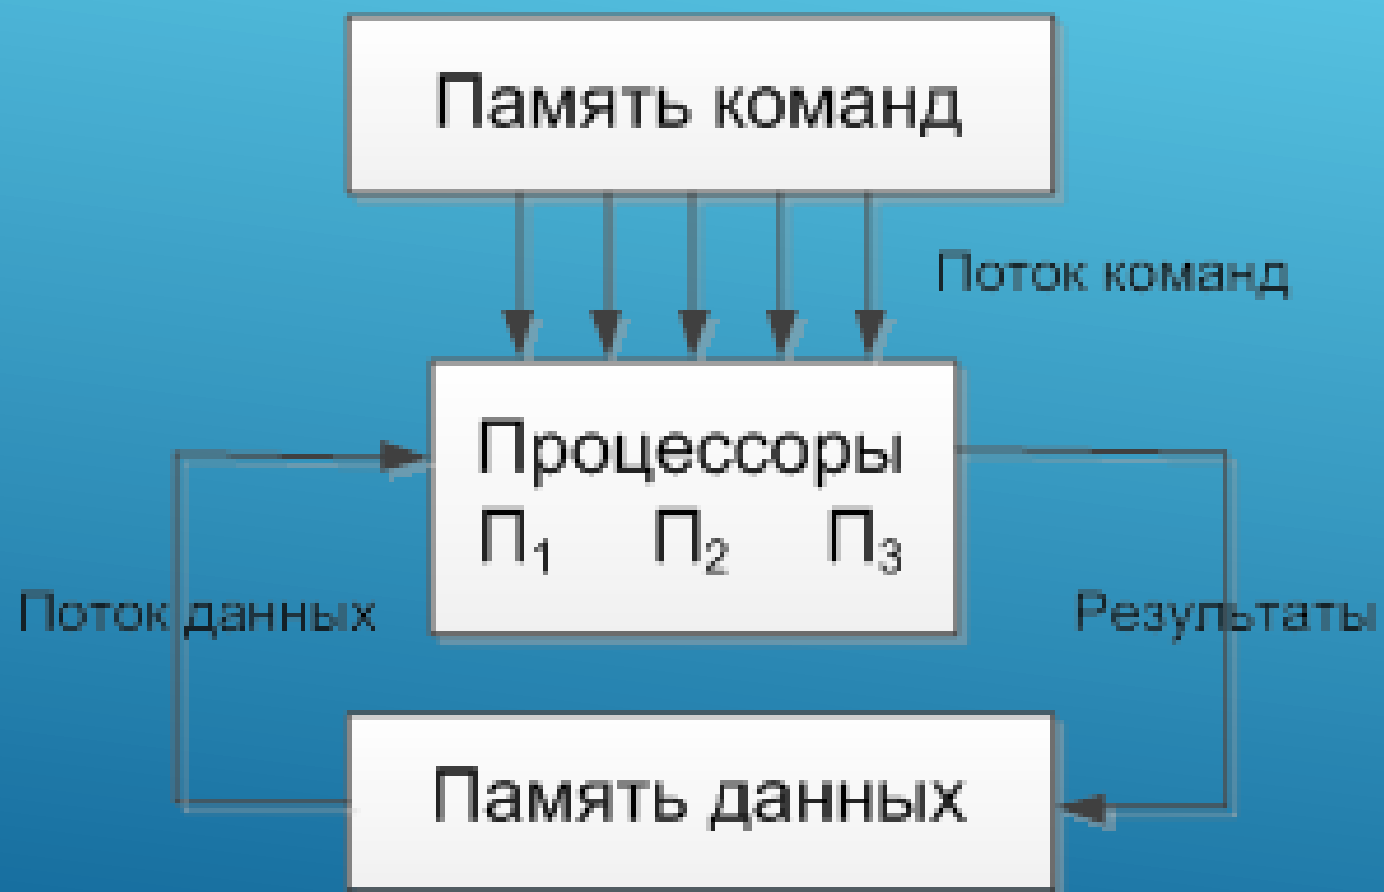 Память команд
Поток команд
Процессоры
П₁ П₂ П₃
Поток данных
Результаты
Память данных